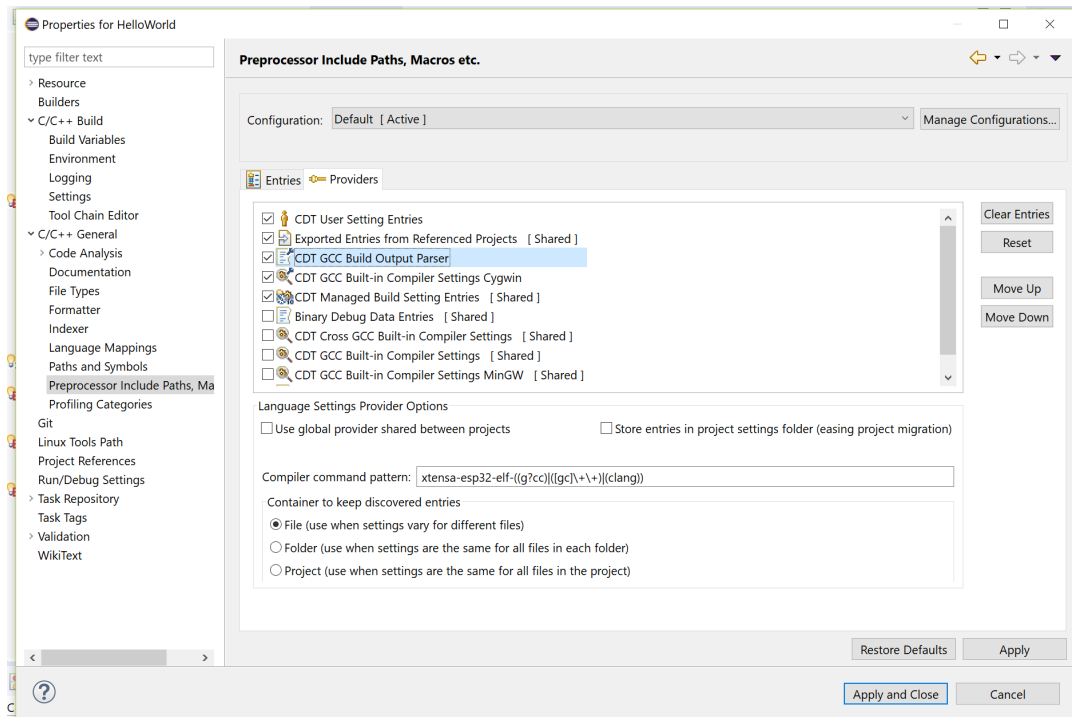 Properties for HelloWorld
type filter text
Resource
Builders
C/C++ Build
Build Variables
Environment
Logging
Settings
Tool Chain Editor
C/C++ General
Code Analysis
Documentation
File Types
Formatter
Indexer
Language Mappings
Paths and Symbols
Preprocessor Include Paths, Ma
Profiling Categories
Git
Linux Tools Path
Project References
Run/Debug Settings
Task Repository
Task Tags
Validation
WikiText
Preprocessor Include Paths, Macros etc.
Configuration: Default [ Active ] Manage Configurations...
Entries Providers
CDT User Setting Entries
Exported Entries from Referenced Projects [ Shared ]
CDT GCC Build Output Parser
CDT GCC Built-in Compiler Settings Cygwin
CDT Managed Build Setting Entries [ Shared ]
Binary Debug Data Entries [ Shared ]
CDT Cross GCC Built-in Compiler Settings [ Shared ]
CDT GCC Built-in Compiler Settings [ Shared ]
CDT GCC Built-in Compiler Settings MinGW [ Shared ]
Clear Entries
Reset
Move Up
Move Down
Language Settings Provider Options
Use global provider shared between projects Store entries in project settings folder (easing project migration)
Compiler command pattern: xtensa-esp32-elf-((g?cc)|([gc]\+\+)|(clang))
Container to keep discovered entries
File (use when settings vary for different files)
Folder (use when settings are the same for all files in each folder)
Project (use when settings are the same for all files in the project)
Restore Defaults Apply
? Apply and Close Cancel
C